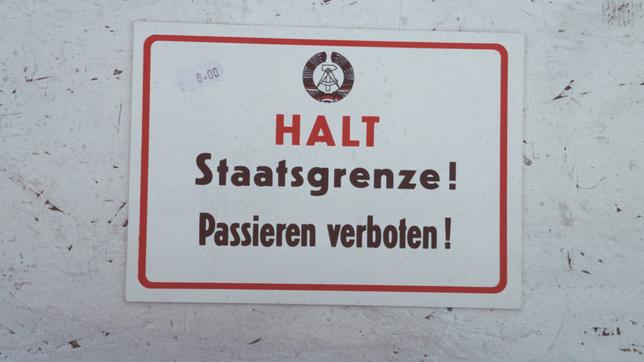 8.00
HALT
Staatsgrenze!
Passieren verboten!